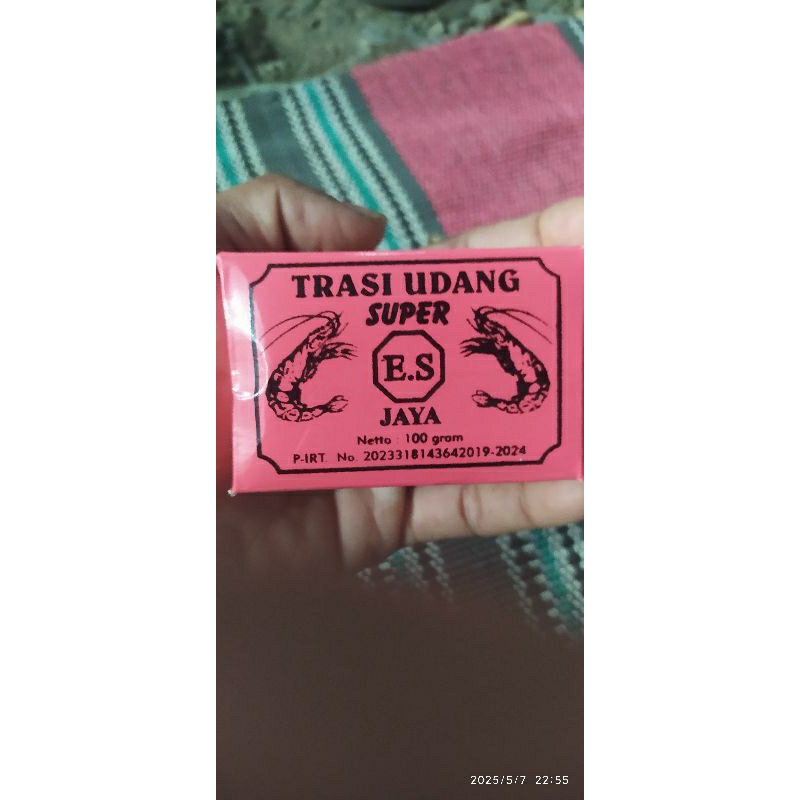 TRASI UDANG
SUPER
E.S
JAYA
Netto : 100 gram
P-IRT. No. 2023318143642019-2024
2025/5/7 22:55